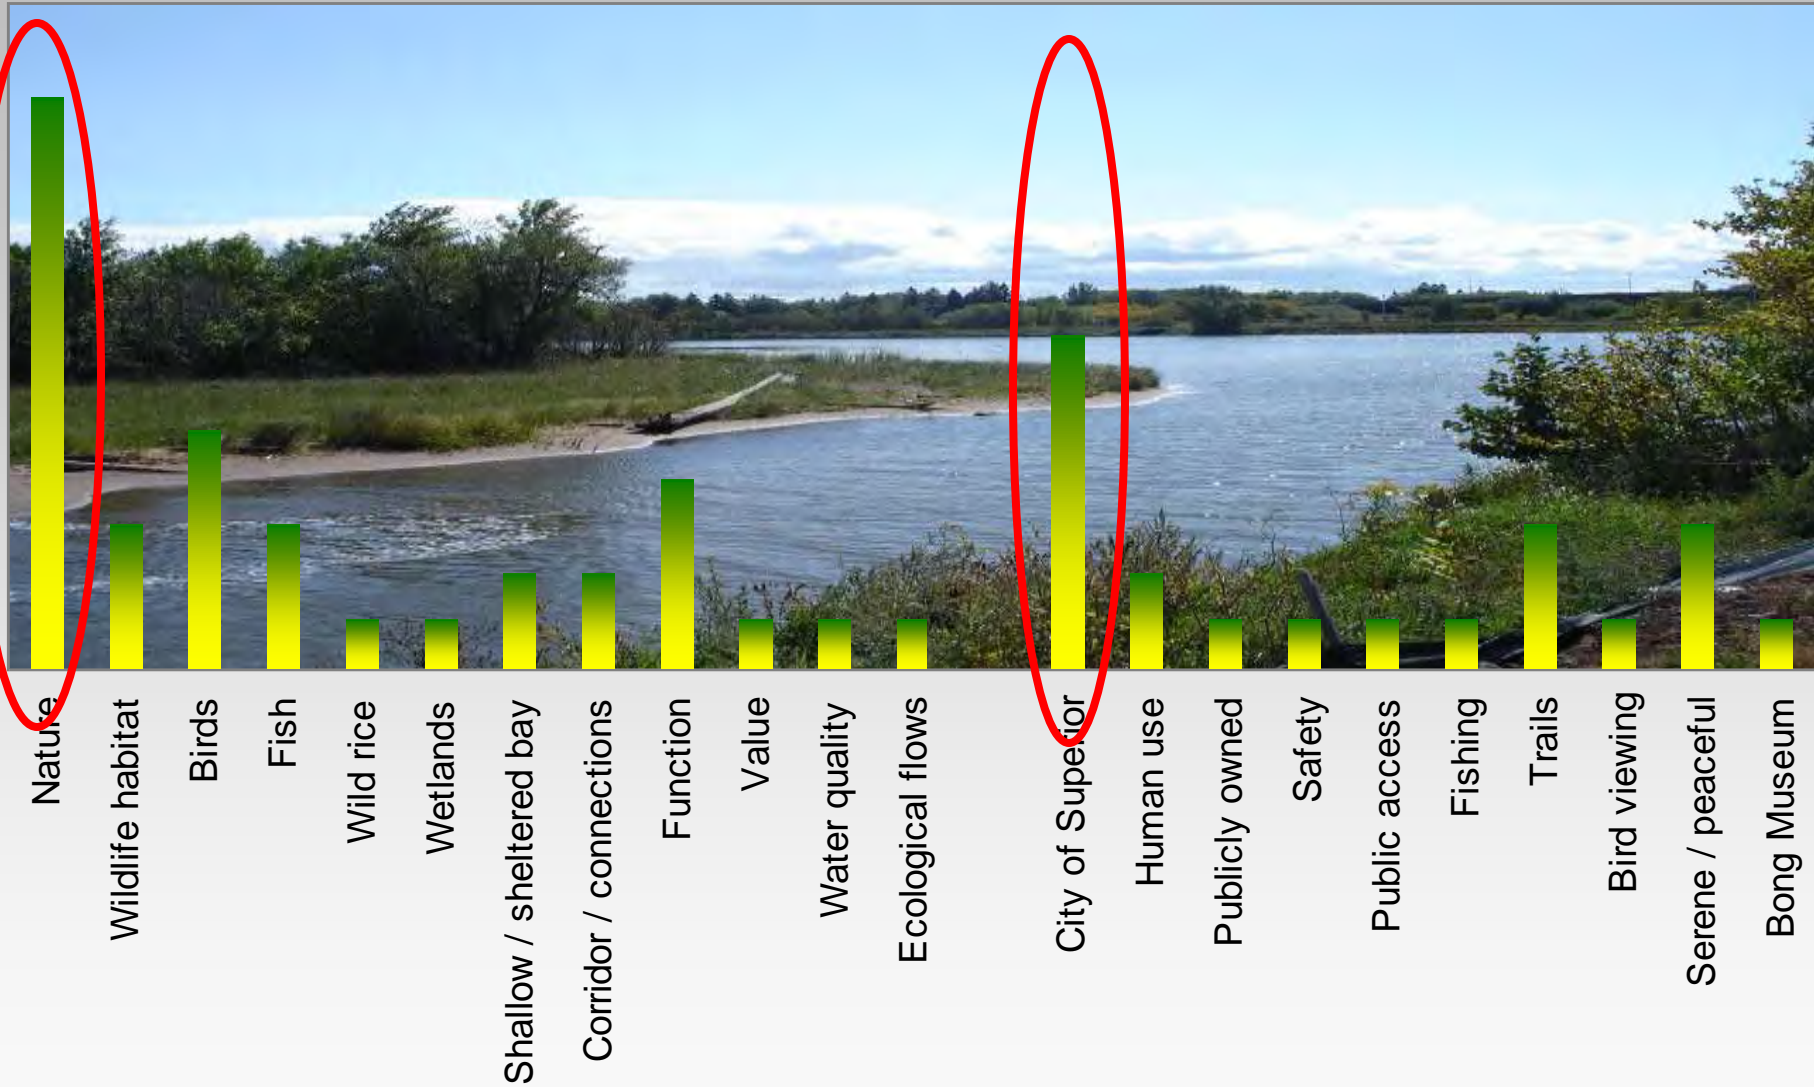 Nature
Wildlife habitat
Birds
Fish
Wild rice
Wetlands
Shallow / sheltered bay
Corridor / connections
Function
Value
Water quality
Ecological flows
City of Superior
Human use
Publicly owned
Safety
Public access
Fishing
Trails
Bird viewing
Serene / peaceful
Bong Museum